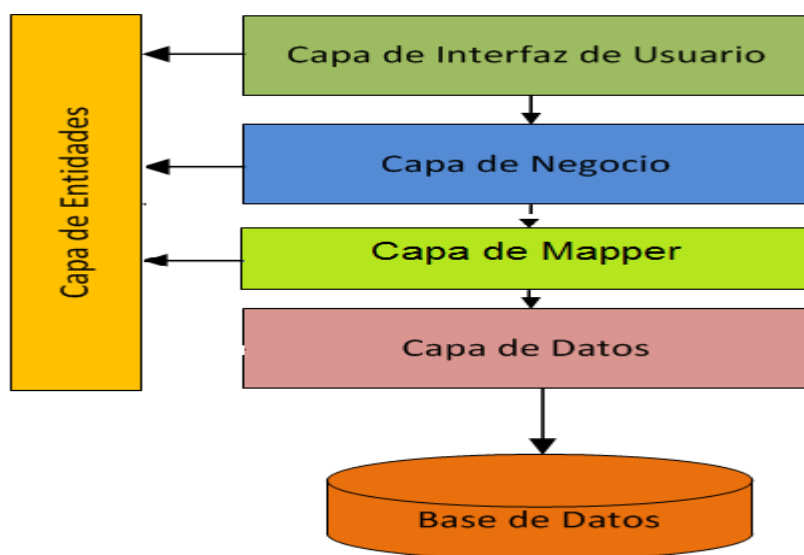 Capa de Interfaz de Usuario
Capa de Entidades
Capa de Negocio
Capa de Mapper
Capa de Datos
Base de Datos